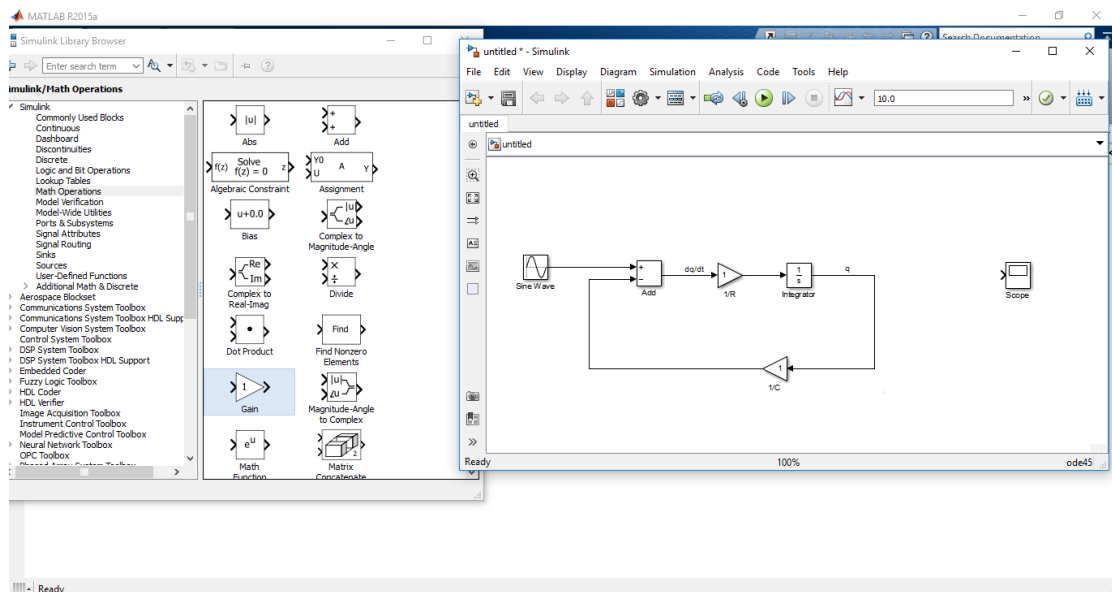 MATLAB R2015a
Simulink Library Browser
Enter search term
imulink/Math Operations
Simulink
Commonly Used Blocks
Continuous
Dashboard
Discontinuities
Discrete
Logic and Bit Operations
Lookup Tables
Math Operations
Model Verification
Model-Wide Utilities
Ports & Subsystems
Signal Attributes
Signal Routing
Sinks
Sources
User-Defined Functions
Additional Math & Discrete
Aerospace Blockset
Communications System Toolbox
Communications System Toolbox HDL Supp
Computer Vision System Toolbox
Control System Toolbox
DSP System Toolbox
DSP System Toolbox HDL Support
Embedded Coder
Fuzzy Logic Toolbox
HDL Coder
HDL Verifier
Image Acquisition Toolbox
Instrument Control Toolbox
Model Predictive Control Toolbox
Neural Network Toolbox
OPC Toolbox
Phased Array System Toolbox
|u|
Abs
+
+
Add
f(z) Solve f(z) = 0 z
Algebraic Constraint
Y0 U A Y
Assignment
u+0.0
Bias
|u| ∠u
Complex to
Magnitude-Angle
Re Im
Complex to
Real-Imag
× ÷
Divide
Dot Product
Find
Find Nonzero
Elements
1
Gain
|u| ∠u
Magnitude-Angle
to Complex
e^u
Math
Function
2
Matrix
Concatenate
Search Documentation
untitled * - Simulink
File Edit View Display Diagram Simulation Analysis Code Tools Help
10.0
untitled
untitled
Sine Wave
+
−
Add
dq/dt
1
1/R
1
s
Integrator
q
Scope
1
1/C
Ready 100% ode45
Ready